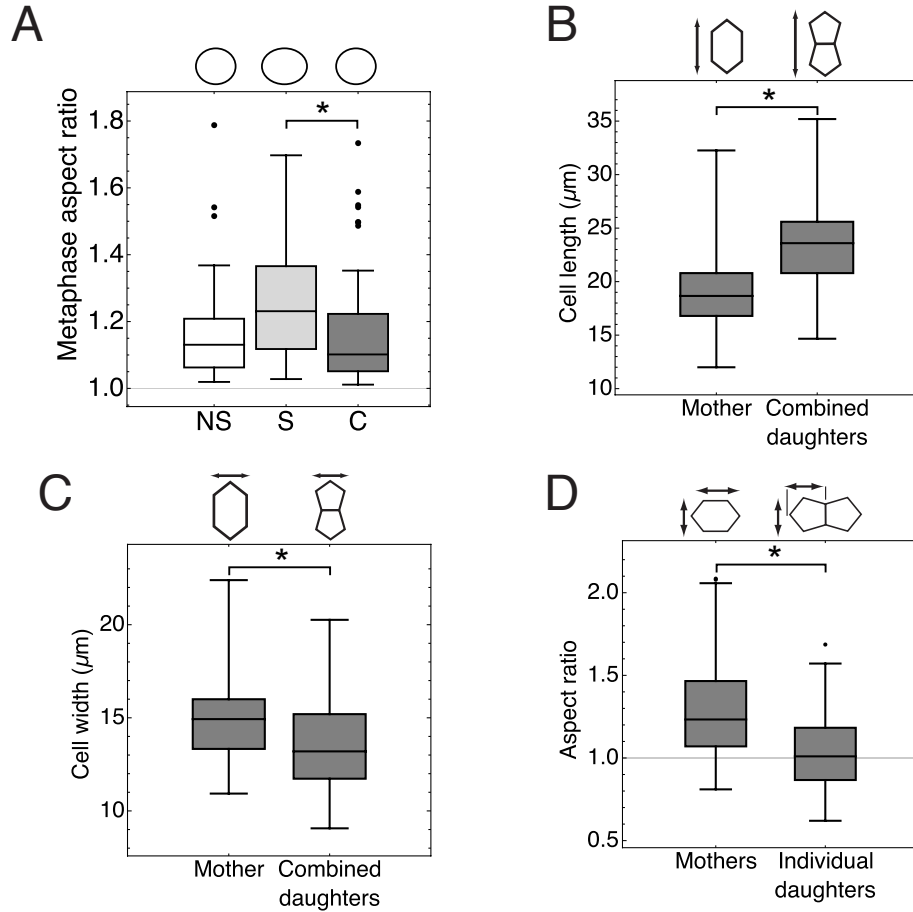 A
Metaphase aspect ratio
1.8
1.6
1.4
1.2
1.0
*
NS S C
B
Cell length (μm)
35
30
25
20
15
10
*
Mother Combined
daughters
C
Cell width (μm)
20
15
10
*
Mother Combined
daughters
D
Aspect ratio
2.0
1.5
1.0
0.5
*
Mothers Individual
daughters